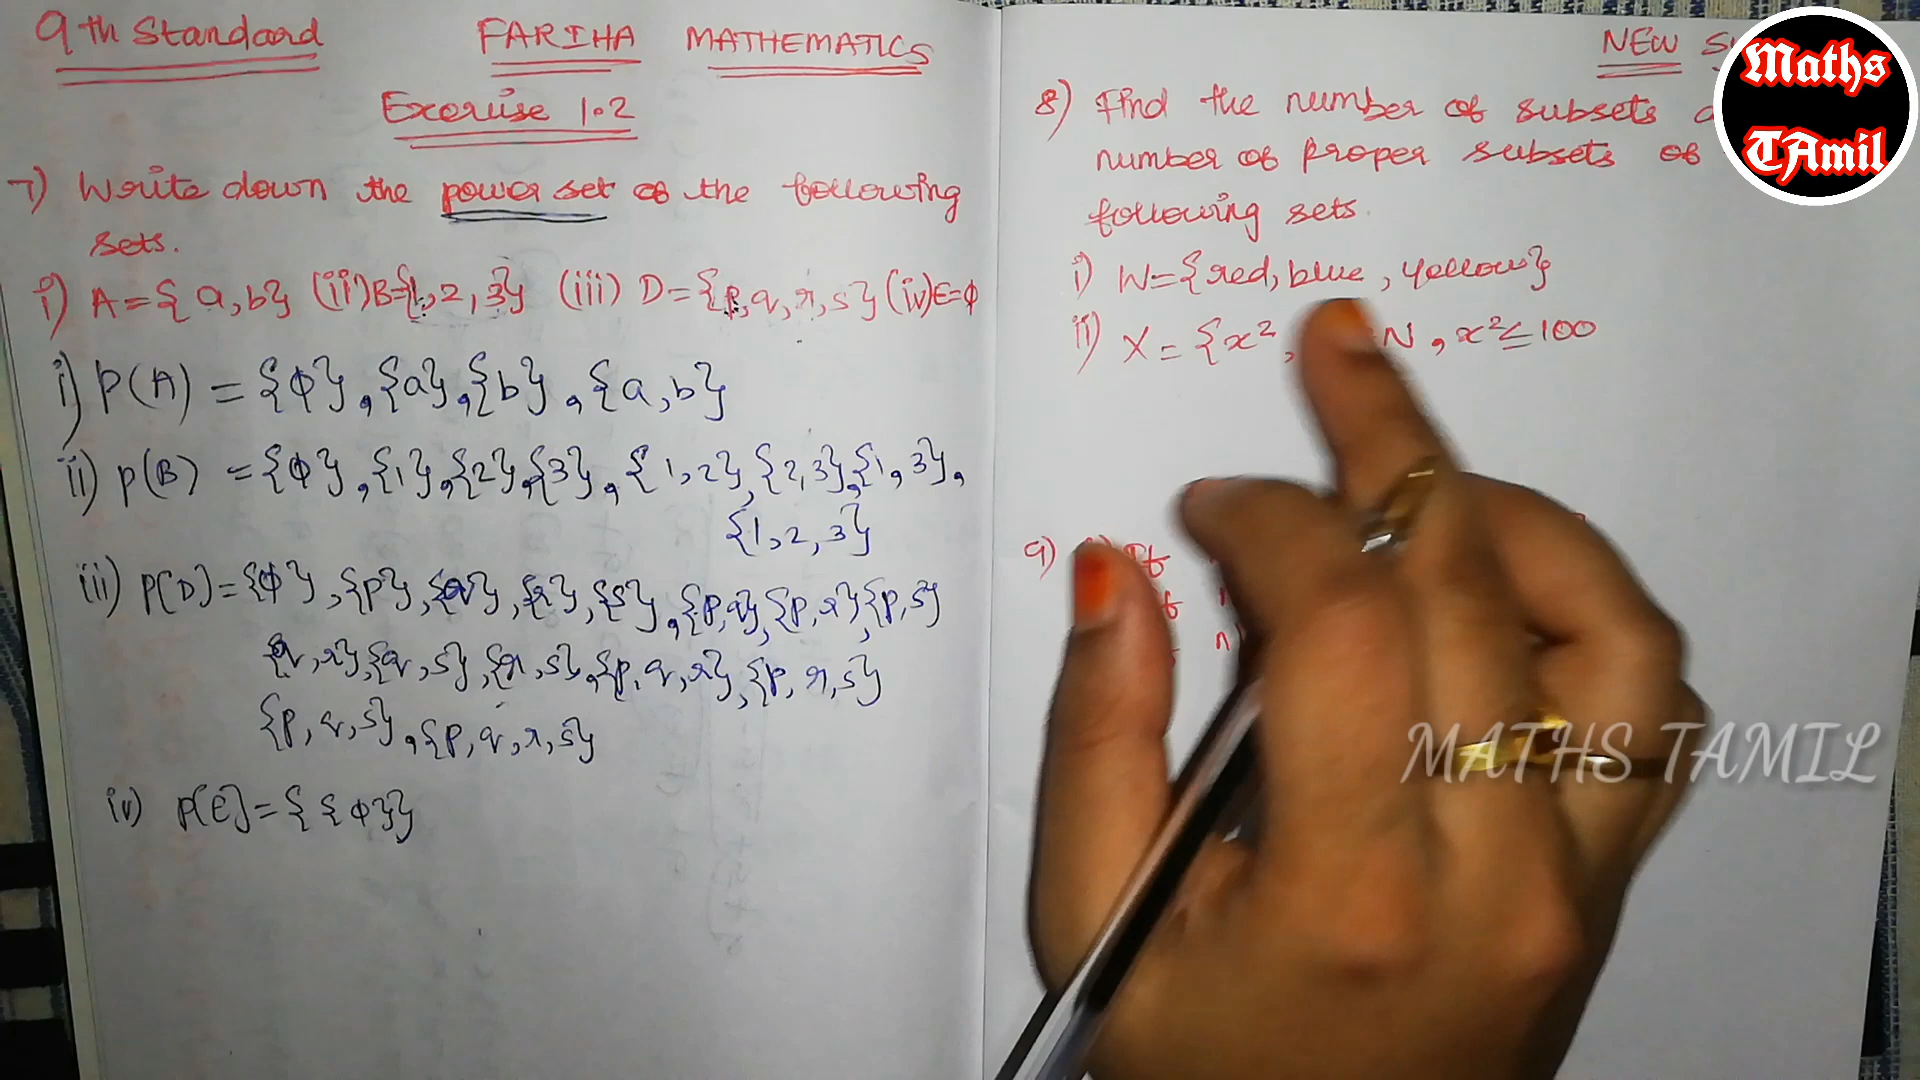 9th Standard FARIHA MATHEMATICS
Exercise 1.2
7) Write down the power set of the following
sets.
i) A = {a, b} (ii) B={1, 2, 3} (iii) D = {p, q, r, s} (iv) E=ϕ
i) P(A) = {ϕ}, {a}, {b}, {a, b}
ii) P(B) = {ϕ}, {1}, {2}, {3}, {1, 2}, {2, 3}, {1, 3},
{1, 2, 3}
iii) P[D] = {ϕ}, {p}, {q}, {r}, {s}, {p, q}, {p, r}, {p, s}
{q, r}, {q, s}, {r, s}, {p, q, r}, {p, r, s}
{p, q, s}, {p, q, r, s}
iv) P[E] = { {ϕ}}
NEW
8) Find the number of subsets
number of proper subsets of
following sets.
i) W = {red, blue, yellow}
ii) X = {x², N, x² ≤ 100
9) If
Maths
TAmil
MATHS TAMIL